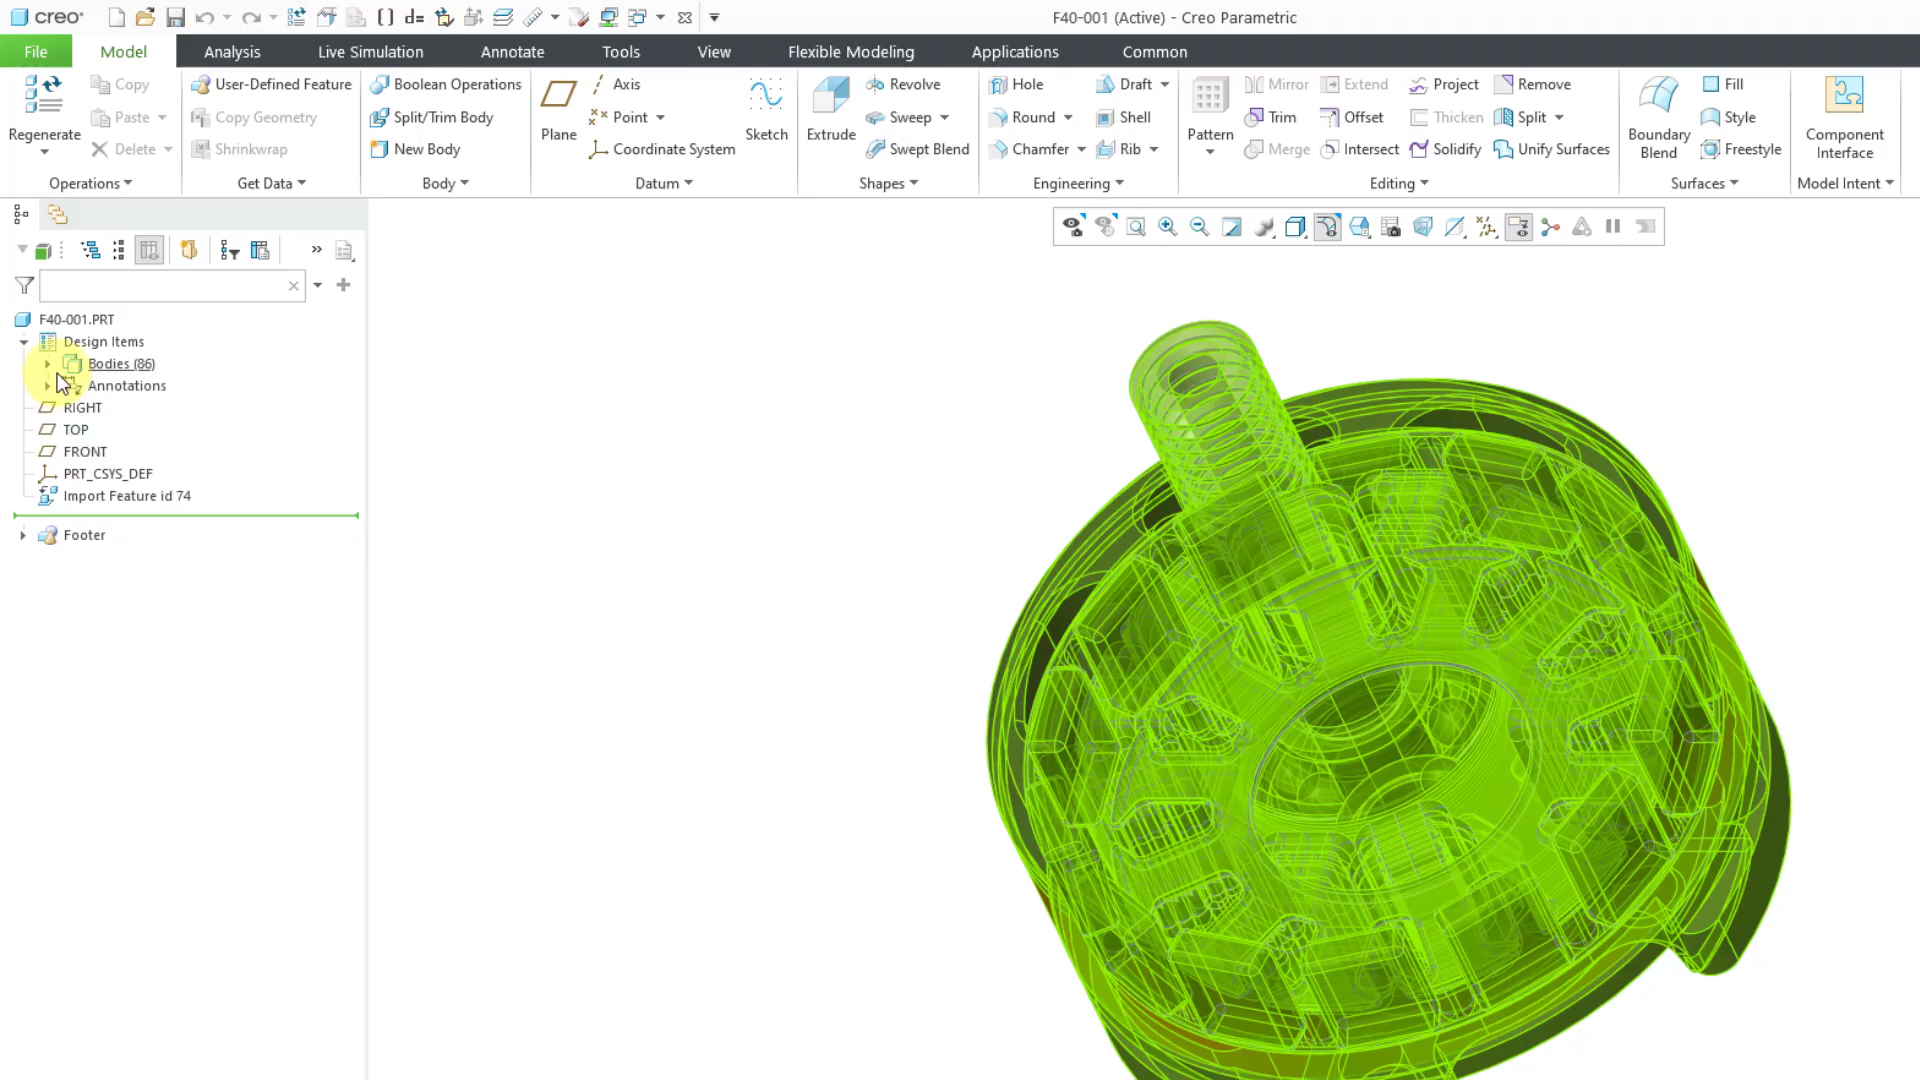 creo®
d=
F40-001 (Active) - Creo Parametric
File
Model
Analysis
Live Simulation
Annotate
Tools
View
Flexible Modeling
Applications
Common
Regenerate
Copy
Paste
Delete
Operations
User-Defined Feature
Copy Geometry
Shrinkwrap
Get Data
Boolean Operations
Split/Trim Body
New Body
Body
Plane
Axis
Point
Coordinate System
Sketch
Datum
Extrude
Revolve
Sweep
Swept Blend
Shapes
Hole
Round
Chamfer
Draft
Shell
Rib
Engineering
Pattern
Mirror
Trim
Merge
Extend
Offset
Intersect
Project
Thicken
Solidify
Remove
Split
Unify Surfaces
Editing
Boundary
Blend
Fill
Style
Freestyle
Surfaces
Component
Interface
Model Intent
F40-001.PRT
Design Items
Bodies (86)
Annotations
RIGHT
TOP
FRONT
PRT_CSYS_DEF
Import Feature id 74
Footer